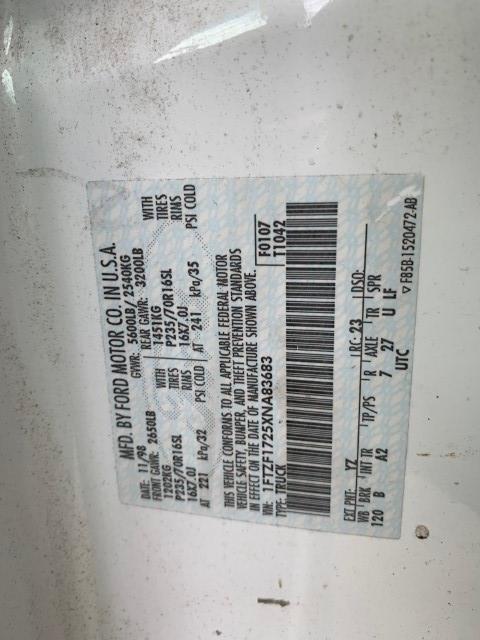 MFD. BY FORD MOTOR CO. IN U.S.A.
DATE: 11/98 GVWR: 5600LB/ 2540KG
FRONT GAWR: 2650LB REAR GAWR: 3200LB
1202KG 1451KG WITH
P235/70R16SL WITH TIRES P235/70R16SL TIRES
16X7.0J RIMS 16X7.0J RIMS
AT 221 kPa/32 PSI COLD AT 241 kPa/35 PSI COLD
THIS VEHICLE CONFORMS TO ALL APPLICABLE FEDERAL MOTOR
VEHICLE SAFETY, BUMPER, AND THEFT PREVENTION STANDARDS
IN EFFECT ON THE DATE OF MANUFACTURE SHOWN ABOVE.
VIN: 1FTZF1725XNA83683 F0107
TYPE: TRUCK T1042
EXT PNT: YZ RC: 23 DSO:
WB BRK INT TR TP/PS R AXLE TR SPR
120 B A2 7 27 U LF
UTC
▽ F85B-1520472-AB